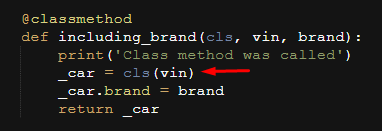 @classmethod
def including_brand(cls, vin, brand):
    print('Class method was called')
    _car = cls(vin)
    _car.brand = brand
    return _car